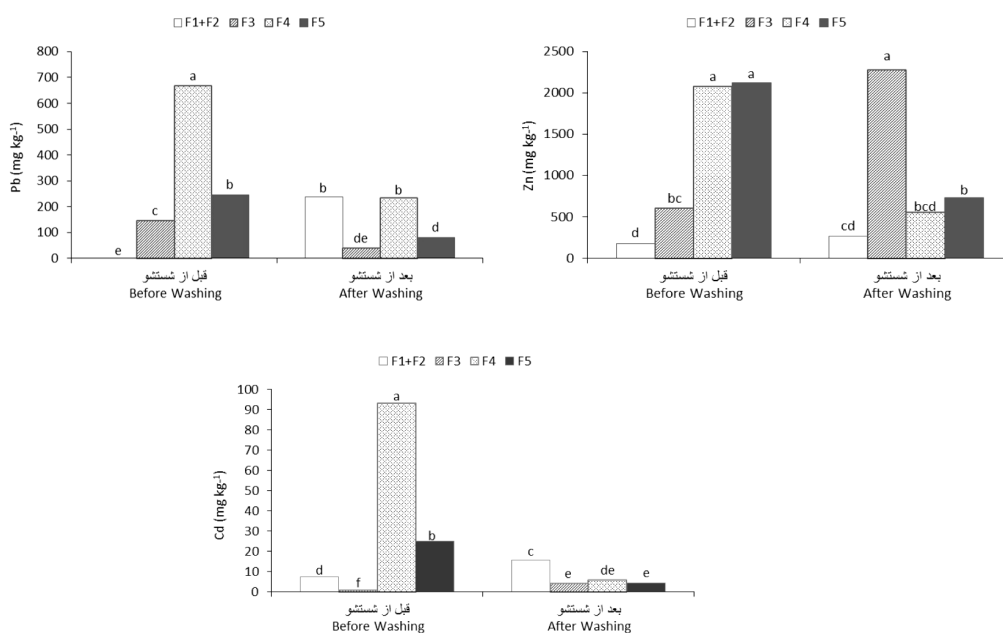 F1+F2 F3 F4 F5
800
700
600
500
400
300
200
100
0
Pb (mg kg-1)
e c a b
b de b d
قبل از شستشو
Before Washing
بعد از شستشو
After Washing
F1+F2 F3 F4 F5
2500
2000
1500
1000
500
0
Zn (mg kg-1)
d bc a a
cd a bcd b
قبل از شستشو
Before Washing
بعد از شستشو
After Washing
F1+F2 F3 F4 F5
100
90
80
70
60
50
40
30
20
10
0
Cd (mg kg-1)
d f a b
c e de e
قبل از شستشو
Before Washing
بعد از شستشو
After Washing